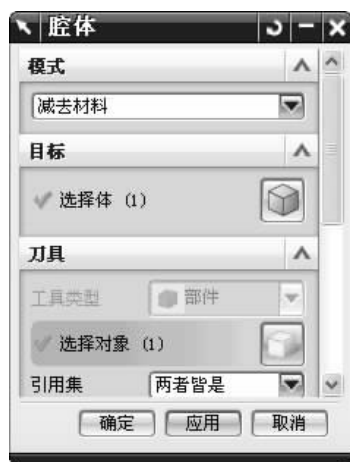 腔体
模式
减去材料
目标
选择体 (1)
刀具
工具类型 部件
选择对象 (1)
引用集 两者皆是
确定 应用 取消